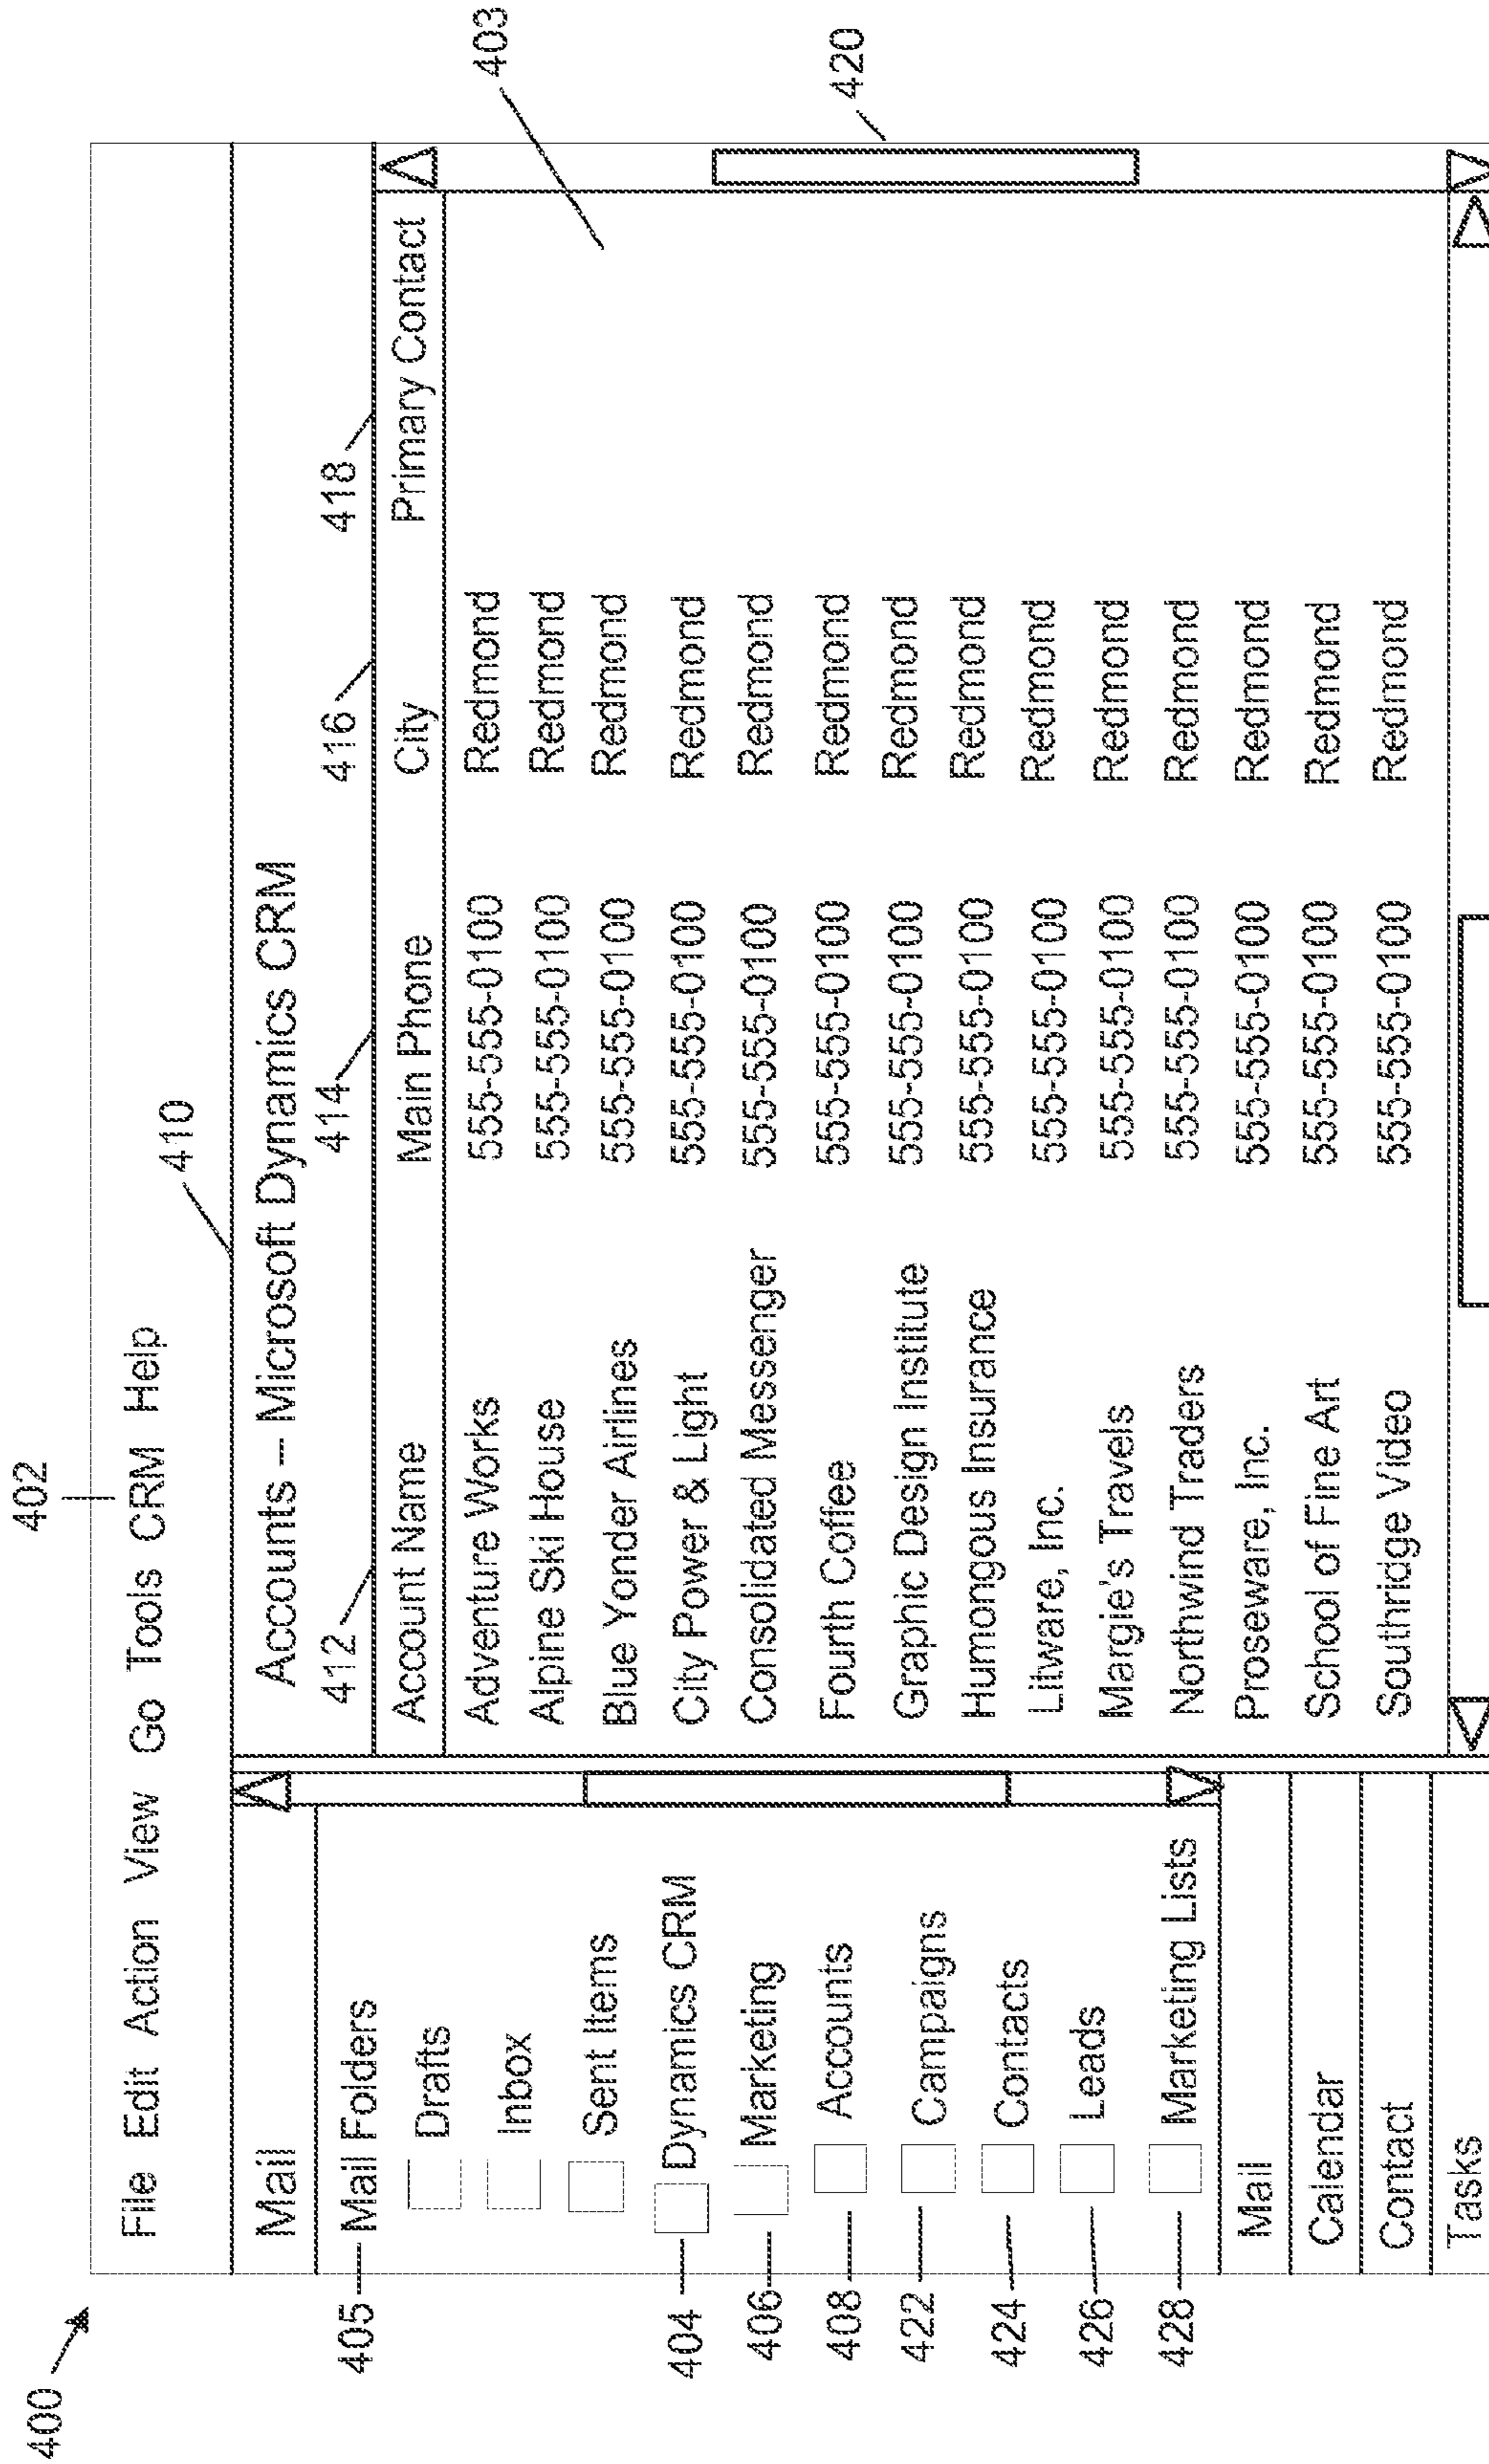 400
402
File Edit Action View Go Tools CRM Help
410
Mail
Accounts – Microsoft Dynamics CRM
412
414
416
418
403
405
Mail Folders
Account Name Main Phone City Primary Contact
Drafts
Inbox
Sent Items
404 Dynamics CRM
406 Marketing
408 Accounts
422 Campaigns
424 Contacts
426 Leads
428 Marketing Lists
Adventure Works 555-555-0100 Redmond
Alpine Ski House 555-555-0100 Redmond
Blue Yonder Airlines 555-555-0100 Redmond
City Power & Light 555-555-0100 Redmond
Consolidated Messenger 555-555-0100 Redmond
Fourth Coffee 555-555-0100 Redmond
Graphic Design Institute 555-555-0100 Redmond
Humongous Insurance 555-555-0100 Redmond
Litware, Inc. 555-555-0100 Redmond
Margie's Travels 555-555-0100 Redmond
Northwind Traders 555-555-0100 Redmond
Proseware, Inc. 555-555-0100 Redmond
School of Fine Art 555-555-0100 Redmond
Southridge Video 555-555-0100 Redmond
420
Mail
Calendar
Contact
Tasks